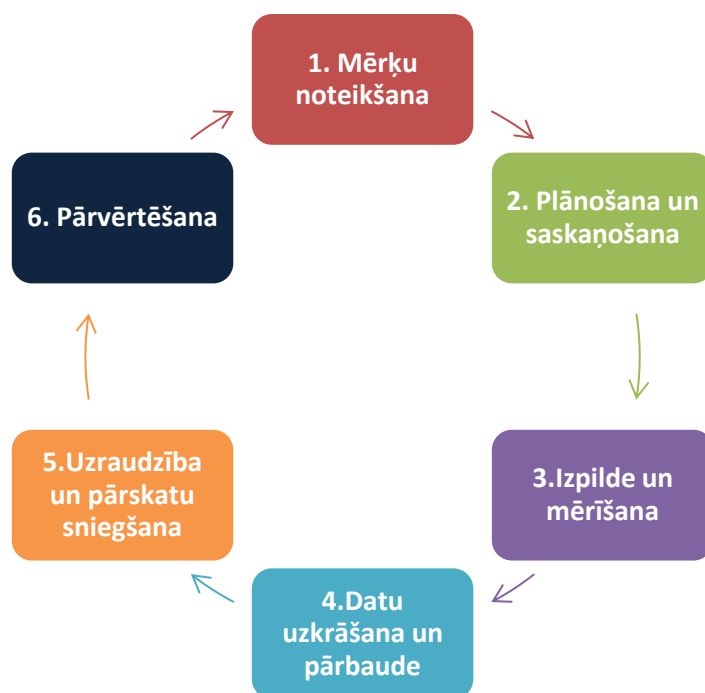 1. Mērķu
noteikšana
2. Plānošana un
saskaņošana
3.Izpilde un
mērīšana
4.Datu
uzkrāšana un
pārbaude
5.Uzraudzība
un pārskatu
sniegšana
6. Pārvērtēšana